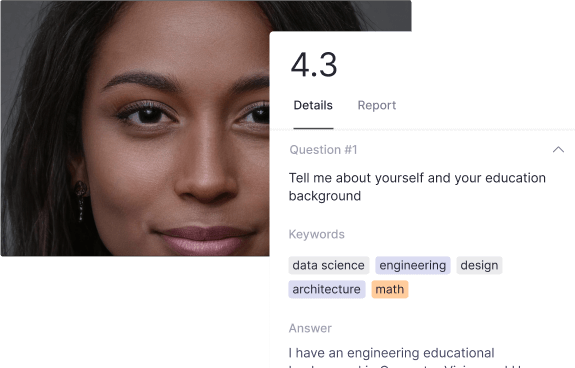 4.3
Details Report
Question #1
Tell me about yourself and your education
background
Keywords
data science engineering design
architecture math
Answer
I have an engineering educational